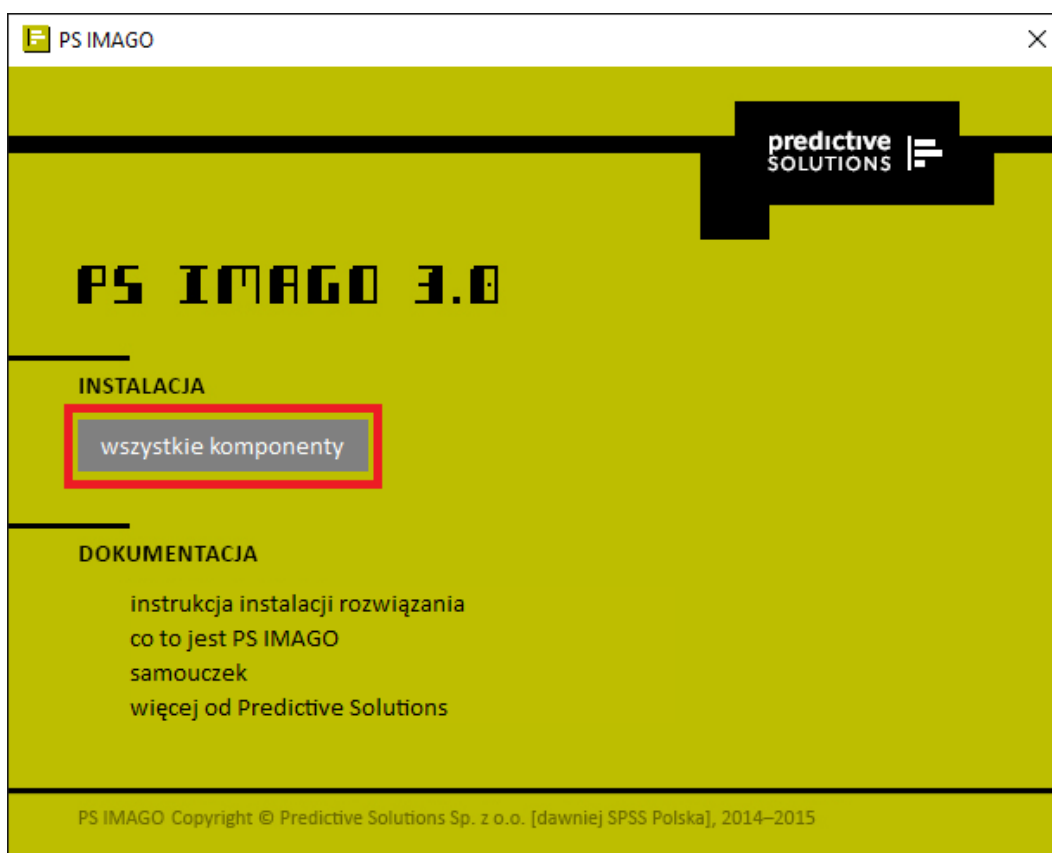 PS IMAGO
predictive
SOLUTIONS
PS IMAGO 3.0
INSTALACJA
wszystkie komponenty
DOKUMENTACJA
instrukcja instalacji rozwiązania
co to jest PS IMAGO
samouczek
więcej od Predictive Solutions
PS IMAGO Copyright © Predictive Solutions Sp. z o.o. [dawniej SPSS Polska], 2014–2015